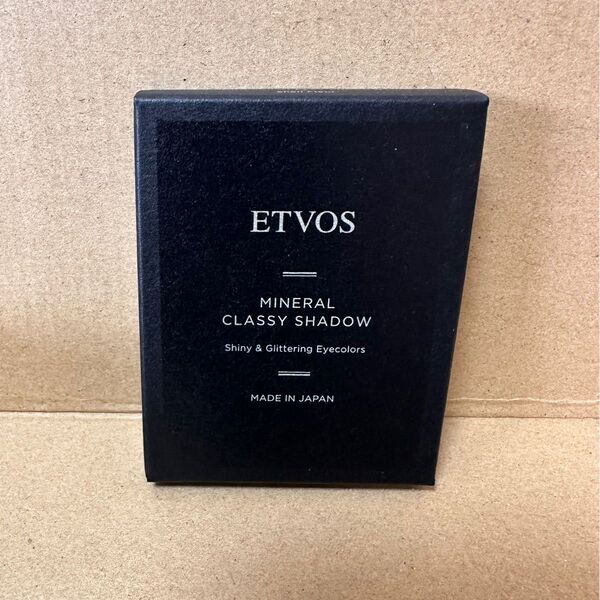 ETVOS
MINERAL
CLASSY SHADOW
Shiny & Glittering Eyecolors
MADE IN JAPAN